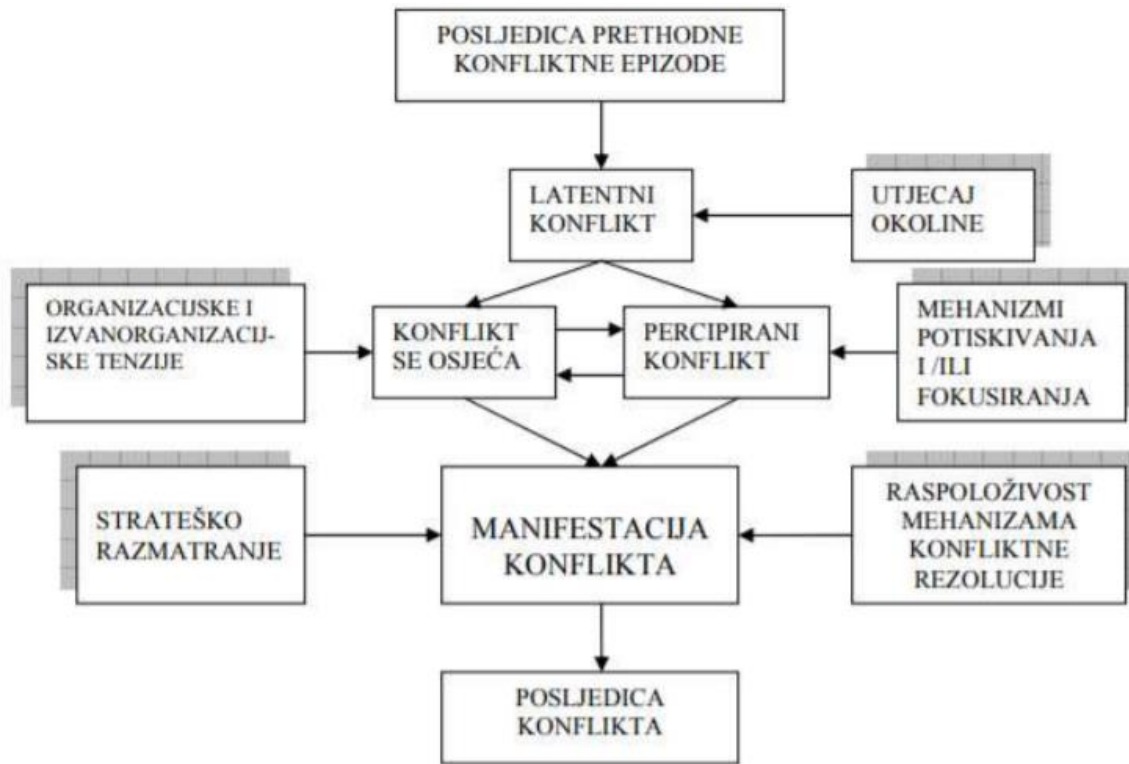 POSLJEDICA PRETHODNE
KONFLIKTNE EPIZODE
LATENTNI
KONFLIKT
UTJECAJ
OKOLINE
ORGANIZACIJSKE I
IZVANORGANIZACIJ-
SKE TENZIJE
KONFLIKT
SE OSJEĆA
PERCIPIRANI
KONFLIKT
MEHANIZMI
POTISKIVANJA
I /ILI
FOKUSIRANJA
STRATEŠKO
RAZMATRANJE
MANIFESTACIJA
KONFLIKTA
RASPOLOŽIVOST
MEHANIZAMA
KONFLIKTNE
REZOLUCIJE
POSLJEDICA
KONFLIKTA